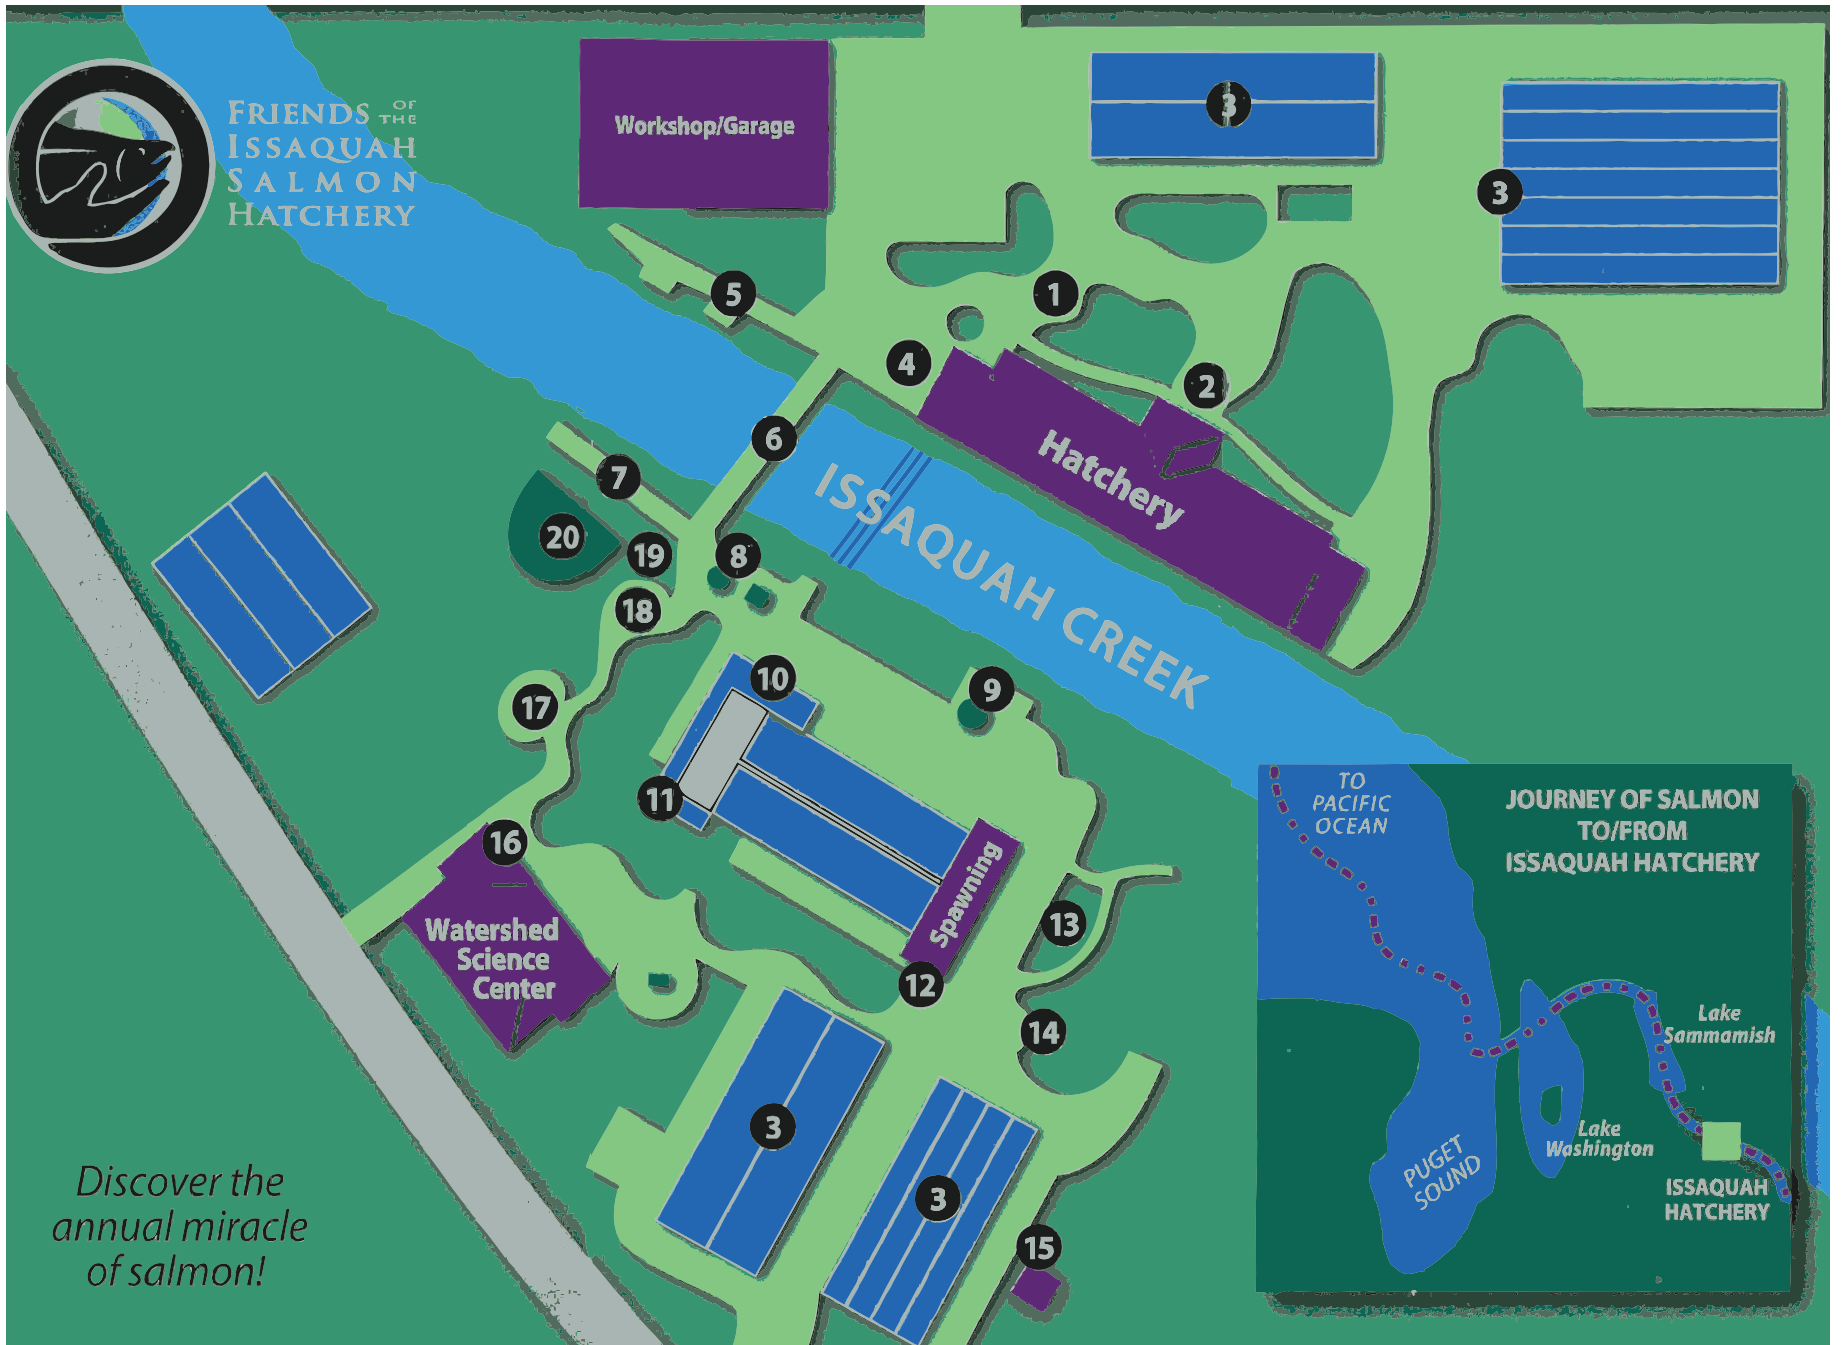 FRIENDS OF THE
ISSAQUAH
SALMON
HATCHERY
Workshop/Garage
3
3
5
1
4
2
6
Hatchery
7
ISSAQUAH CREEK
20
19
8
18
10
9
17
11
16
Spawning
Watershed
Science
Center
13
12
14
3
3
15
Discover the
annual miracle
of salmon!
TO
PACIFIC
OCEAN
JOURNEY OF SALMON
TO/FROM
ISSAQUAH HATCHERY
Lake
Sammamish
Lake
Washington
PUGET
SOUND
ISSAQUAH
HATCHERY